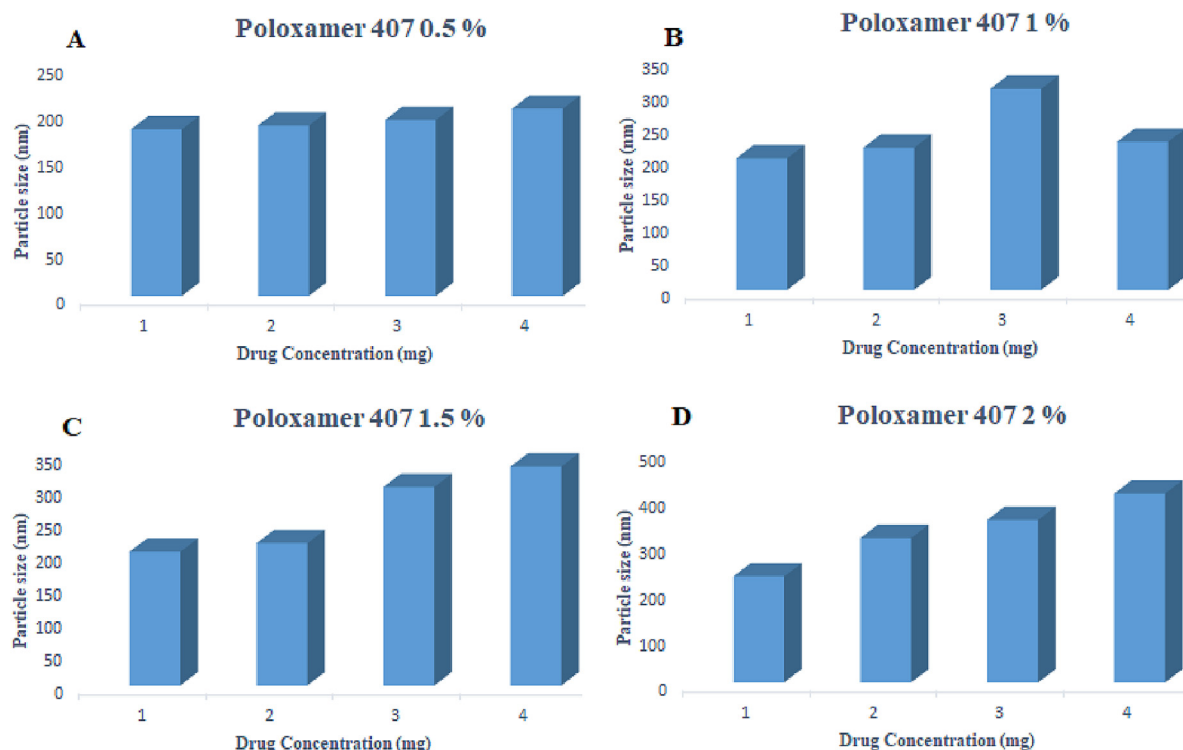 A
Poloxamer 407 0.5 %
250
200
150
100
50
0
Particle size (nm)
1 2 3 4
Drug Concentration (mg)
B
Poloxamer 407 1 %
350
300
250
200
150
100
50
0
Particle size (nm)
1 2 3 4
Drug Concentration (mg)
C
Poloxamer 407 1.5 %
350
300
250
200
150
100
50
0
Particle size (nm)
1 2 3 4
Drug Concentration (mg)
D
Poloxamer 407 2 %
500
400
300
200
100
0
Particle size (nm)
1 2 3 4
Drug Concentration (mg)